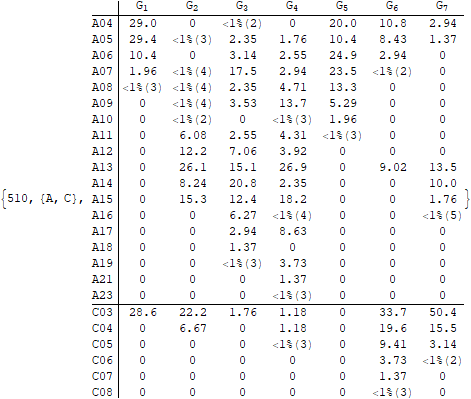 G1 G2 G3 G4 G5 G6 G7
A04 29.0 0 <1%(2) 0 20.0 10.8 2.94
A05 29.4 <1%(3) 2.35 1.76 10.4 8.43 1.37
A06 10.4 0 3.14 2.55 24.9 2.94 0
A07 1.96 <1%(4) 17.5 2.94 23.5 <1%(2) 0
A08 <1%(3) <1%(4) 2.35 4.71 13.3 0 0
A09 0 <1%(4) 3.53 13.7 5.29 0 0
A10 0 <1%(2) 0 <1%(3) 1.96 0 0
A11 0 6.08 2.55 4.31 <1%(3) 0 0
A12 0 12.2 7.06 3.92 0 0 0
A13 0 26.1 15.1 26.9 0 9.02 13.5
A14 0 8.24 20.8 2.35 0 0 10.0
{510, {A, C}, A15 0 15.3 12.4 18.2 0 0 1.76 }
A16 0 0 6.27 <1%(4) 0 0 <1%(5)
A17 0 0 2.94 8.63 0 0 0
A18 0 0 1.37 0 0 0 0
A19 0 0 <1%(3) 3.73 0 0 0
A21 0 0 0 1.37 0 0 0
A23 0 0 0 <1%(3) 0 0 0
C03 28.6 22.2 1.76 1.18 0 33.7 50.4
C04 0 6.67 0 1.18 0 19.6 15.5
C05 0 0 0 <1%(3) 0 9.41 3.14
C06 0 0 0 0 0 3.73 <1%(2)
C07 0 0 0 0 0 1.37 0
C08 0 0 0 0 0 <1%(3) 0